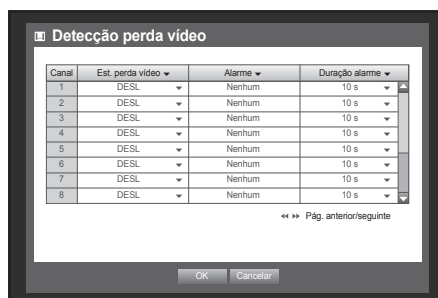 Detecção perda vídeo
Canal Est. perda vídeo Alarme Duração alarme
1 DESL Nenhum 10 s
2 DESL Nenhum 10 s
3 DESL Nenhum 10 s
4 DESL Nenhum 10 s
5 DESL Nenhum 10 s
6 DESL Nenhum 10 s
7 DESL Nenhum 10 s
8 DESL Nenhum 10 s
Pág. anterior/seguinte
OK Cancelar